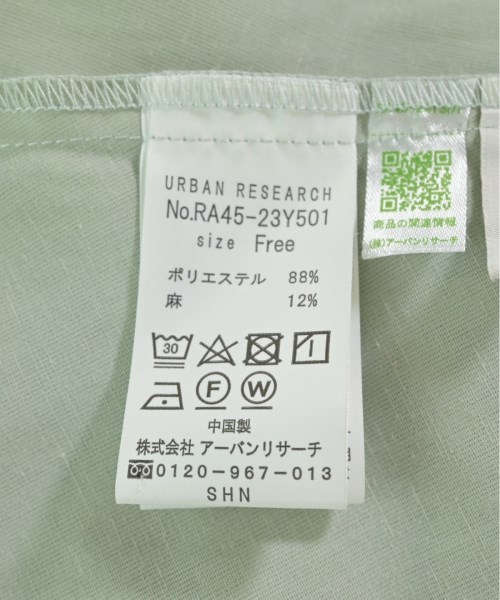 URBAN RESEARCH
No.RA45-23Y501
size Free
ポリエステル 88%
麻 12%
30
F W
中国製
株式会社 アーバンリサーチ
0120-967-013
SHN
商品の関連情報
(株)アーバンリサーチ